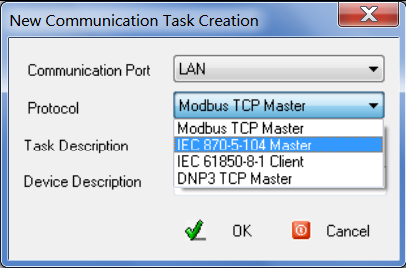 New Communication Task Creation
Communication Port LAN
Protocol Modbus TCP Master
Modbus TCP Master
Task Description IEC 870-5-104 Master
IEC 61850-8-1 Client
Device Description DNP3 TCP Master
OK Cancel